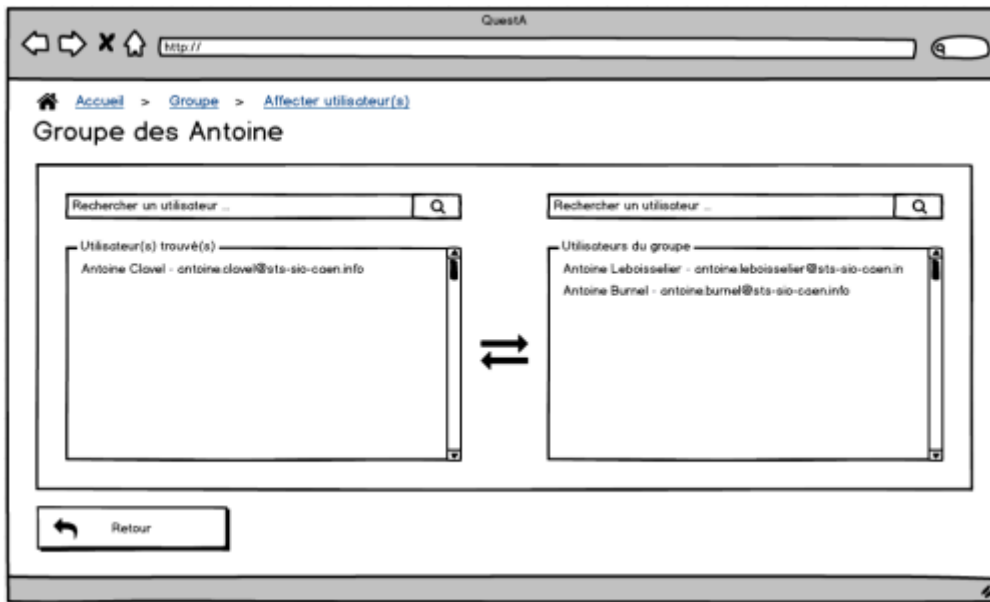 QuestA
http://
Accueil > Groupe > Affecter utilisateur(s)
Groupe des Antoine
Rechercher un utilisateur ...
Rechercher un utilisateur ...
Utilisateur(s) trouvé(s)
Antoine Clavel - antoine.clavel@sts-sio-caen.info
Utilisateurs du groupe
Antoine Leboisselier - antoine.leboisselier@sts-sio-caen.in
Antoine Burnel - antoine.burnel@sts-sio-caen.info
Retour